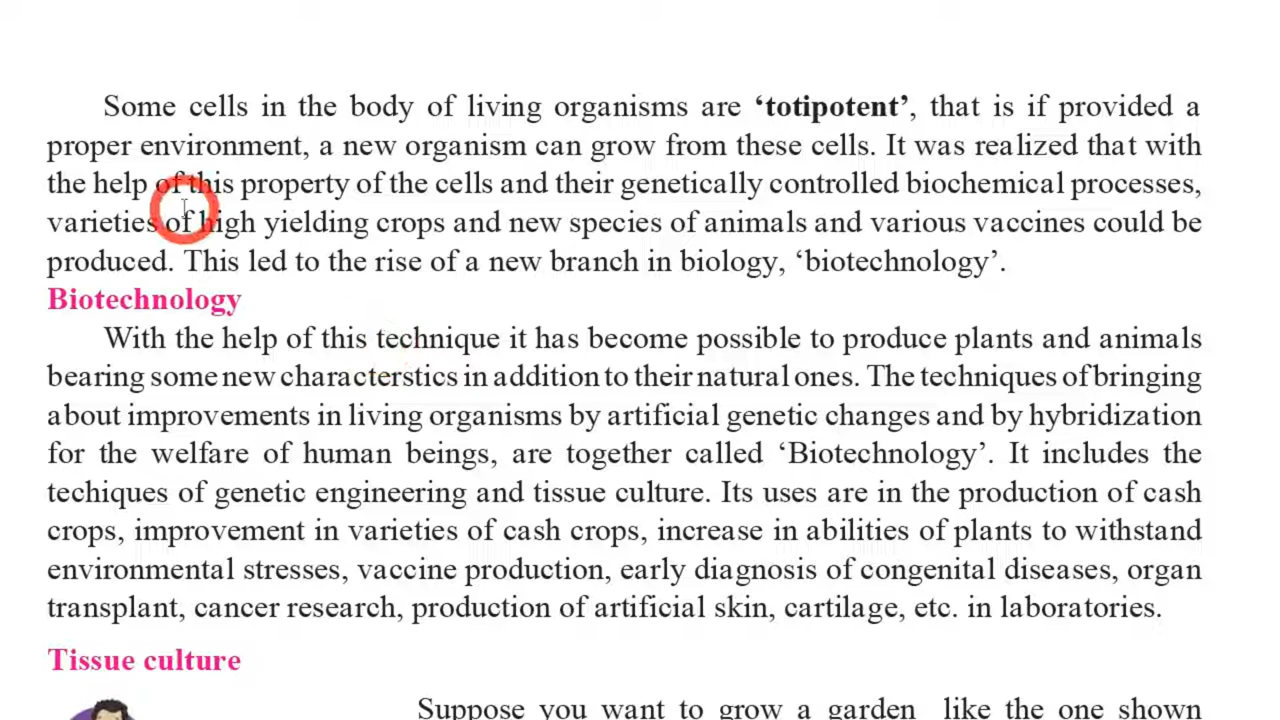 Some cells in the body of living organisms are ‘totipotent’, that is if provided a
proper environment, a new organism can grow from these cells. It was realized that with
the help of this property of the cells and their genetically controlled biochemical processes,
varieties of high yielding crops and new species of animals and various vaccines could be
produced. This led to the rise of a new branch in biology, ‘biotechnology’.
Biotechnology
With the help of this technique it has become possible to produce plants and animals
bearing some new characterstics in addition to their natural ones. The techniques of bringing
about improvements in living organisms by artificial genetic changes and by hybridization
for the welfare of human beings, are together called ‘Biotechnology’. It includes the
techiques of genetic engineering and tissue culture. Its uses are in the production of cash
crops, improvement in varieties of cash crops, increase in abilities of plants to withstand
environmental stresses, vaccine production, early diagnosis of congenital diseases, organ
transplant, cancer research, production of artificial skin, cartilage, etc. in laboratories.
Tissue culture
Suppose you want to grow a garden like the one shown